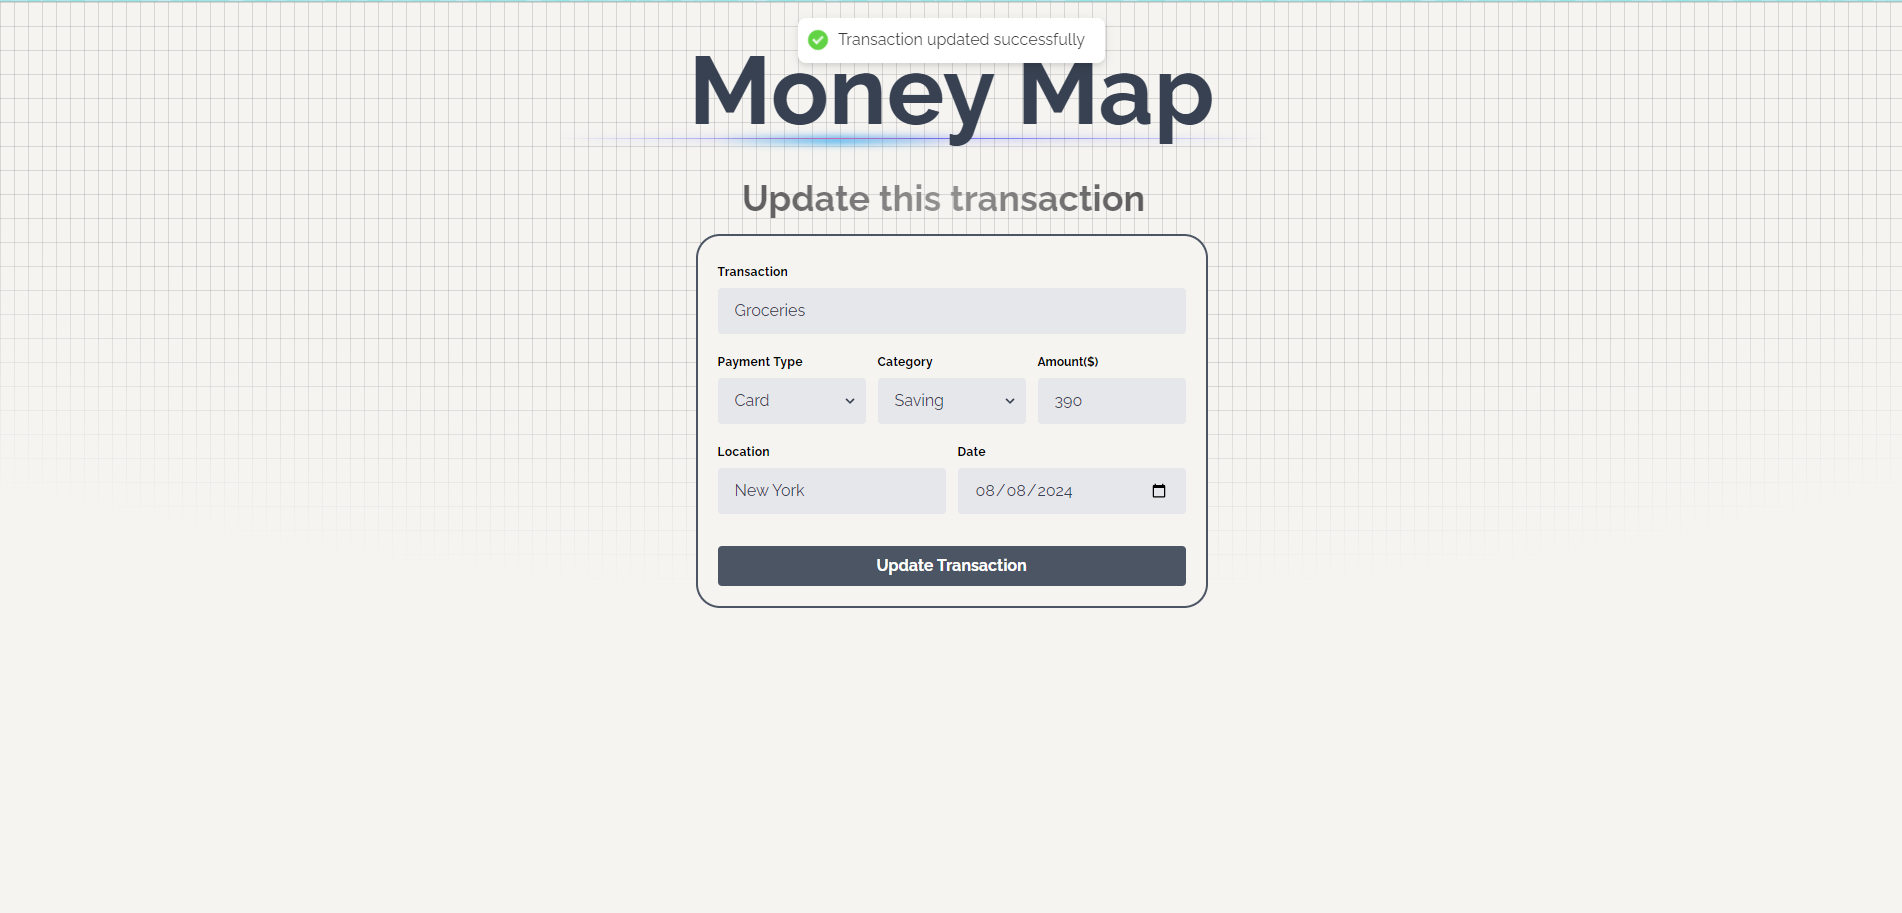 Transaction updated successfully
Money Map
Update this transaction
Transaction
Groceries
Payment Type Category Amount($)
Card Saving 390
Location Date
New York 08/08/2024
Update Transaction